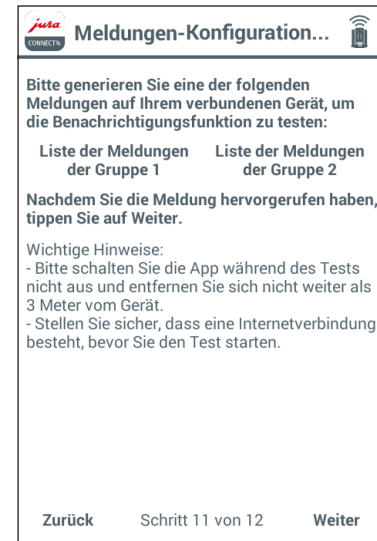 jura
CONNECT
Meldungen-Konfiguration...
Bitte generieren Sie eine der folgenden
Meldungen auf Ihrem verbundenen Gerät, um
die Benachrichtigungsfunktion zu testen:
Liste der Meldungen
der Gruppe 1
Liste der Meldungen
der Gruppe 2
Nachdem Sie die Meldung hervorgerufen haben,
tippen Sie auf Weiter.
Wichtige Hinweise:
- Bitte schalten Sie die App während des Tests
nicht aus und entfernen Sie sich nicht weiter als
3 Meter vom Gerät.
- Stellen Sie sicher, dass eine Internetverbindung
besteht, bevor Sie den Test starten.
Zurück Schritt 11 von 12 Weiter